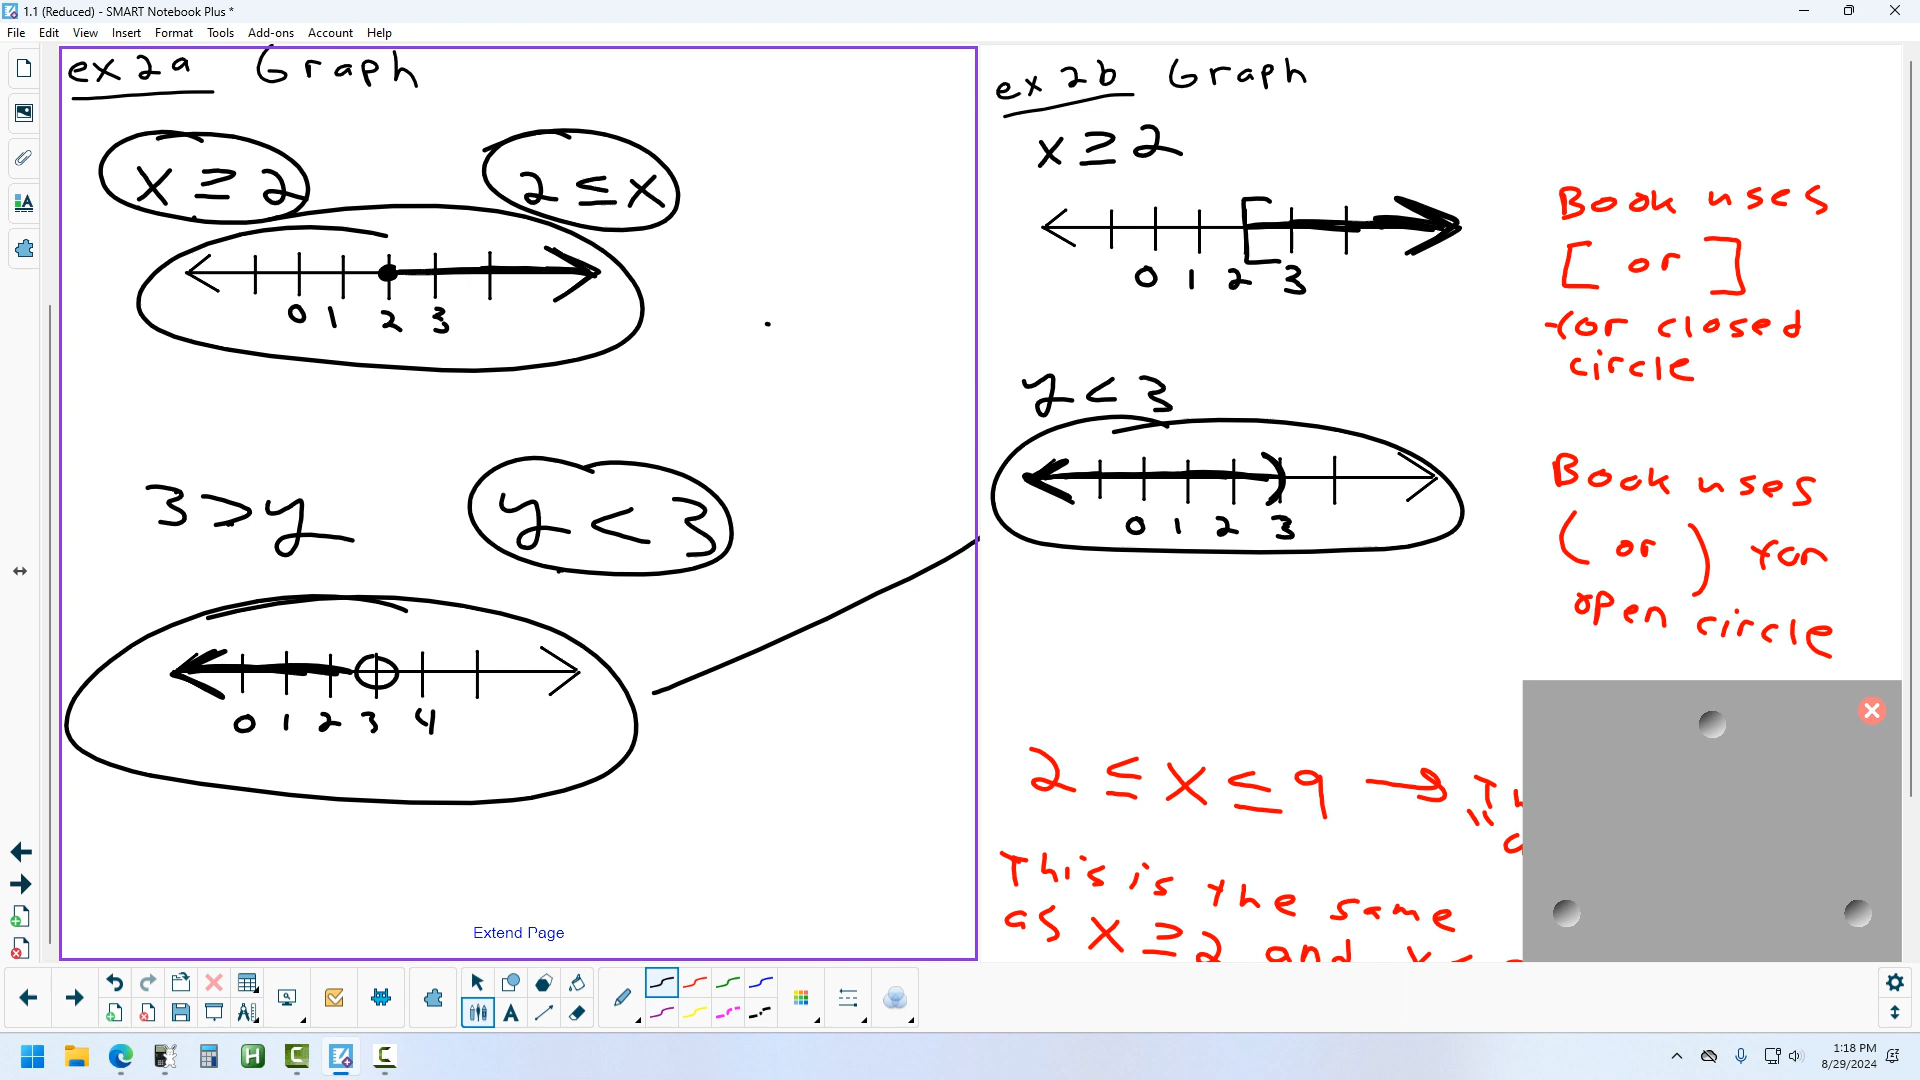 1.1 (Reduced) - SMART Notebook Plus *
File Edit View Insert Format Tools Add-ons Account Help
ex 2a Graph
x ≥ 2 2 ≤ x
0 1 2 3
3 > y y < 3
0 1 2 3 4
Extend Page
ex 2b Graph
x ≥ 2
0 1 2 3
y < 3
0 1 2 3
Book uses
[ or ]
for closed
circle
Book uses
( or ) for
open circle
2 ≤ x ≤ 9 →
This is the same
as x ≥ 2 and
1:18 PM
8/29/2024